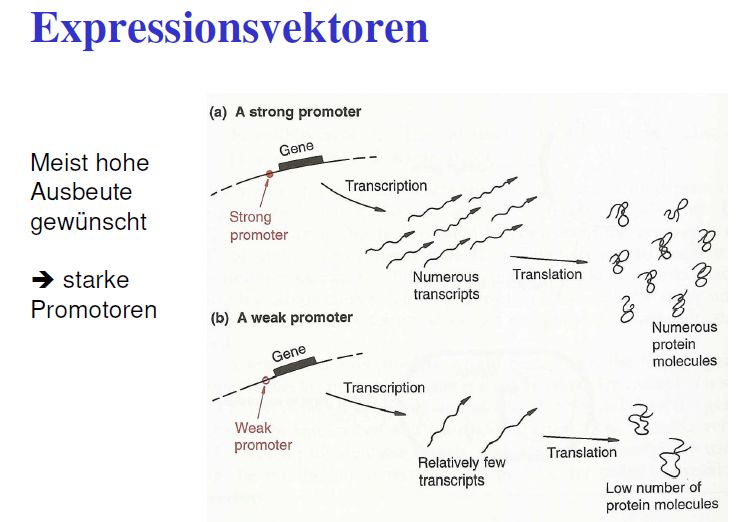 Expressionsvektoren
Meist hohe
Ausbeute
gewünscht
➔ starke
Promotoren
(a) A strong promoter
Gene
Transcription
Strong
promoter
Numerous
transcripts
Translation
Numerous
protein
molecules
(b) A weak promoter
Gene
Transcription
Weak
promoter
Relatively few
transcripts
Translation
Low number of
protein molecules